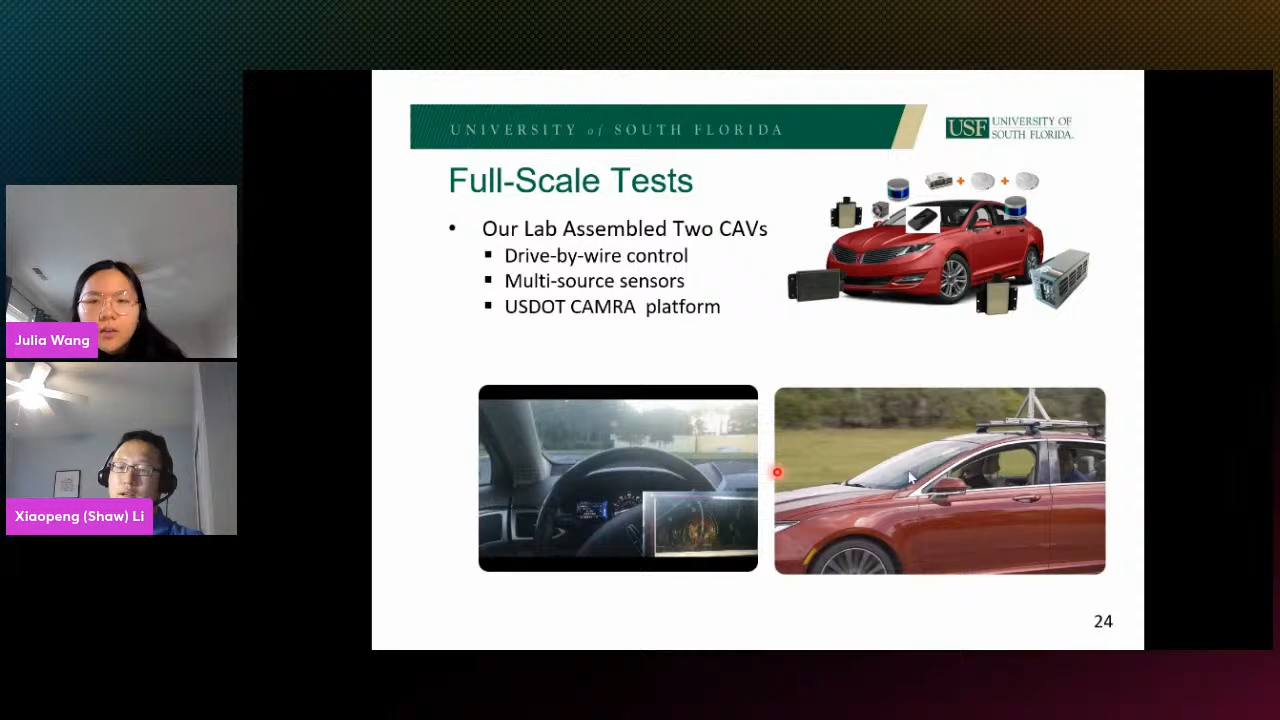 UNIVERSITY of SOUTH FLORIDA
USF UNIVERSITY OF
SOUTH FLORIDA.
Full-Scale Tests
• Our Lab Assembled Two CAVs
▪ Drive-by-wire control
▪ Multi-source sensors
▪ USDOT CAMRA platform
24
Julia Wang
Xiaopeng (Shaw) Li